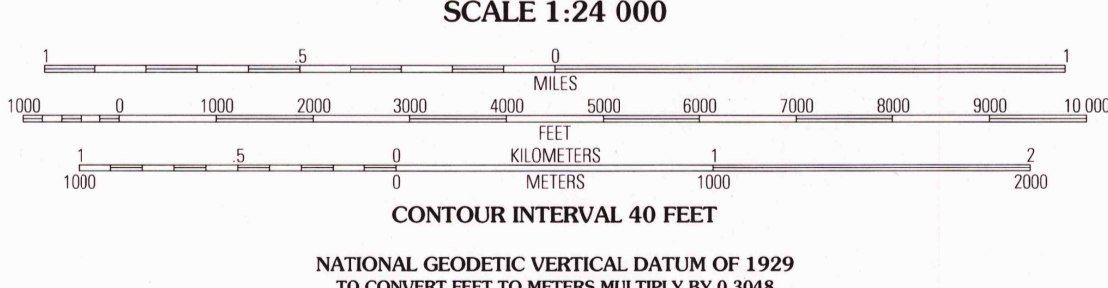 SCALE 1:24 000
1 .5 0 1
MILES
1000 0 1000 2000 3000 4000 5000 6000 7000 8000 9000 10 000
FEET
1 .5 0 KILOMETERS 1 2
1000 0 METERS 1000 2000
CONTOUR INTERVAL 40 FEET
NATIONAL GEODETIC VERTICAL DATUM OF 1929
TO CONVERT FEET TO METERS MULTIPLY BY 0.3048